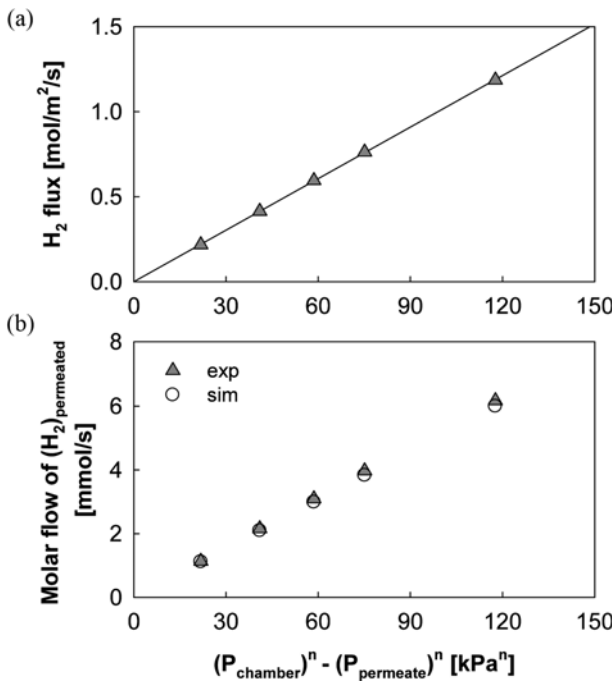 (a)
H₂ flux [mol/m²/s]
1.5
1.0
0.5
0.0
0 30 60 90 120 150
(b)
Molar flow of (H₂)permeated
[mmol/s]
8
6
4
2
0
exp
sim
0 30 60 90 120 150
(Pchamber)ⁿ - (Ppermeate)ⁿ [kPaⁿ]